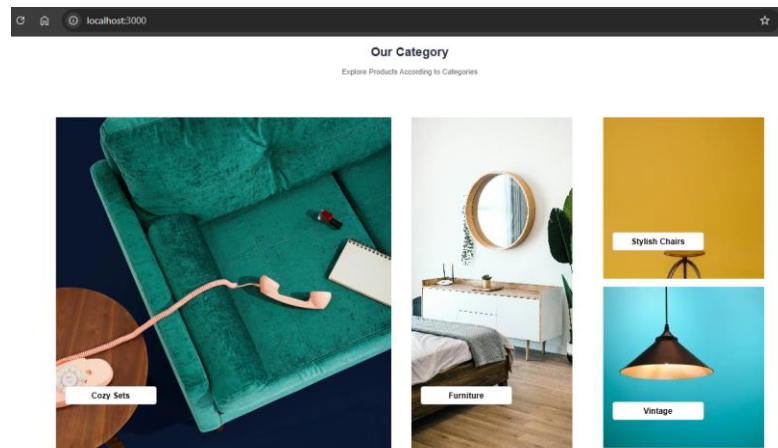 localhost:3000
Our Category
Explore Products According to Categories
Stylish Chairs
Cozy Sets
Furniture
Vintage